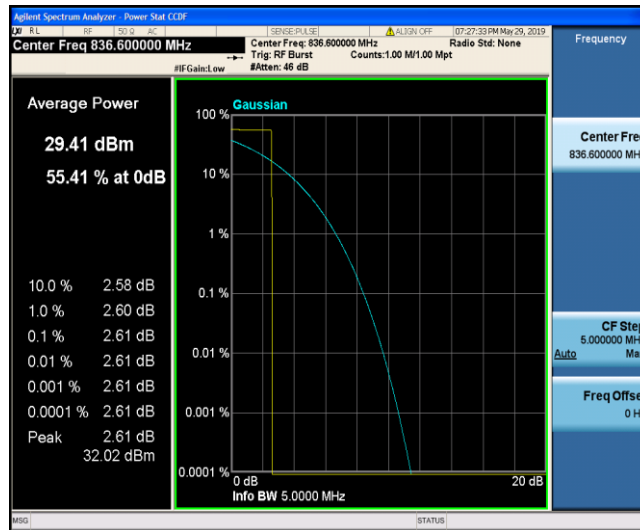 Agilent Spectrum Analyzer - Power Stat CCDF
RL RF 50 Ω AC SENSE:PULSE ALIGN OFF 07:27:33 PM May 29, 2019
Center Freq 836.600000 MHz
Center Freq: 836.600000 MHz Radio Std: None
Trig: RF Burst Counts:1.00 M/1.00 Mpt
#IFGain:Low #Atten: 46 dB
Frequency
Average Power
29.41 dBm
55.41 % at 0dB
10.0 % 2.58 dB
1.0 % 2.60 dB
0.1 % 2.61 dB
0.01 % 2.61 dB
0.001 % 2.61 dB
0.0001 % 2.61 dB
Peak 2.61 dB
32.02 dBm
Gaussian
100 %
10 %
1 %
0.1 %
0.01 %
0.001 %
0.0001 %
0 dB 20 dB
Info BW 5.0000 MHz
Center Fre
836.600000 MH
CF Step
5.000000 MH
Auto Ma
Freq Offse
0 H
MSG STATUS